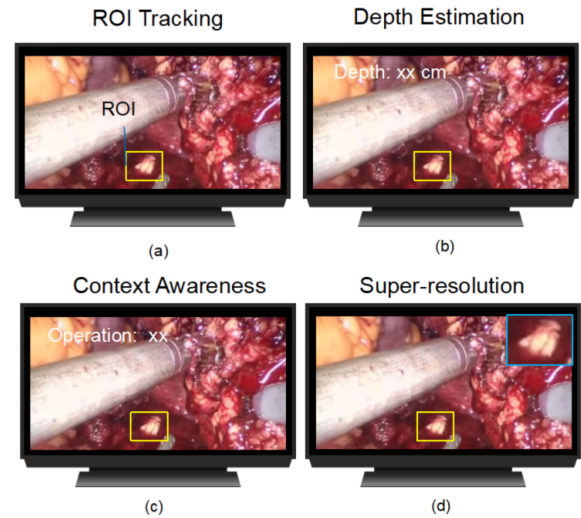 ROI Tracking
Depth Estimation
ROI
Depth: xx cm
(a)
(b)
Context Awareness
Super-resolution
Operation: xx
(c)
(d)